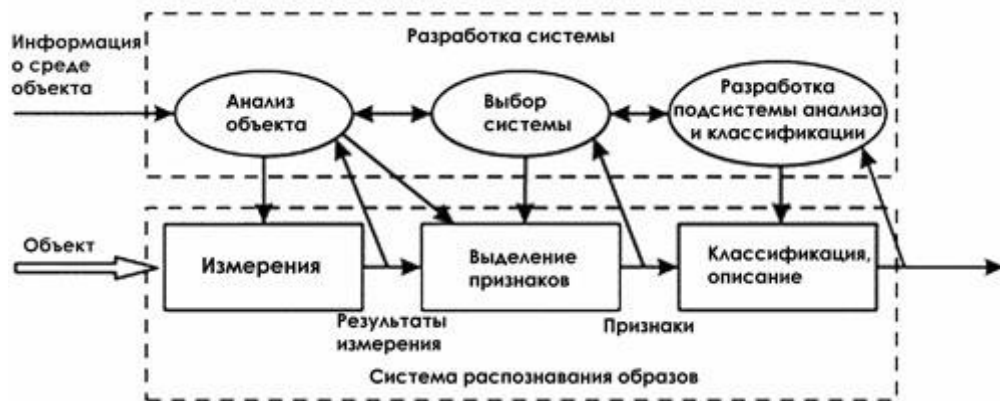 Разработка системы
Информация
о среде
объекта
Анализ
объекта
Выбор
системы
Разработка
подсистемы анализа
и классификации
Объект
Измерения
Выделение
признаков
Классификация,
описание
Результаты
измерения
Признаки
Система распознавания образов